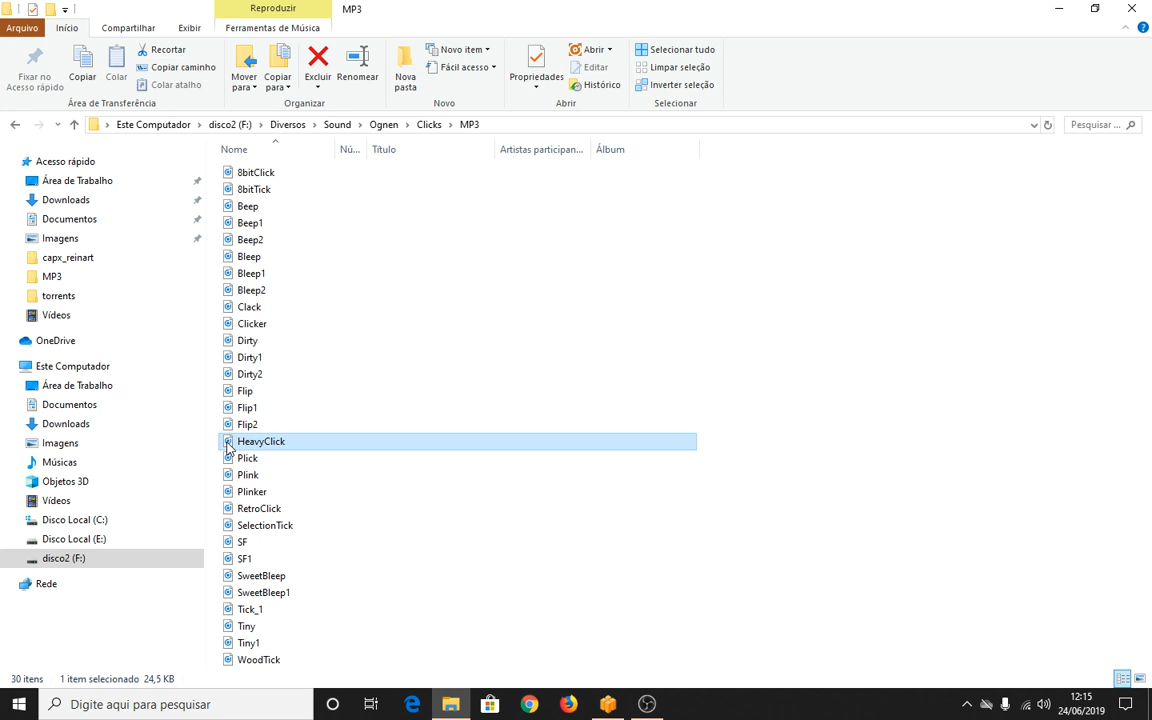 Reproduzir
MP3
Arquivo
Início
Compartilhar
Exibir
Ferramentas de Música
Fixar no
Acesso rápido
Copiar
Colar
Recortar
Copiar caminho
Colar atalho
Área de Transferência
Mover
para
Copiar
para
Excluir
Renomear
Organizar
Nova
pasta
Novo item
Fácil acesso
Novo
Propriedades
Abrir
Editar
Histórico
Abrir
Selecionar tudo
Limpar seleção
Inverter seleção
Selecionar
Este Computador
disco2 (F:)
Diversos
Sound
Ognen
Clicks
MP3
Pesquisar ...
Acesso rápido
Área de Trabalho
Downloads
Documentos
Imagens
capx_reinart
MP3
torrents
Vídeos
OneDrive
Este Computador
Área de Trabalho
Documentos
Downloads
Imagens
Músicas
Objetos 3D
Vídeos
Disco Local (C:)
Disco Local (E:)
disco2 (F:)
Rede
Nome
Nú...
Título
Artistas participan...
Álbum
8bitClick
8bitTick
Beep
Beep1
Beep2
Bleep
Bleep1
Bleep2
Clack
Clicker
Dirty
Dirty1
Dirty2
Flip
Flip1
Flip2
HeavyClick
Plick
Plink
Plinker
RetroClick
SelectionTick
SF
SF1
SweetBleep
SweetBleep1
Tick_1
Tiny
Tiny1
WoodTick
30 itens
1 item selecionado 24,5 KB
Digite aqui para pesquisar
12:15
24/06/2019